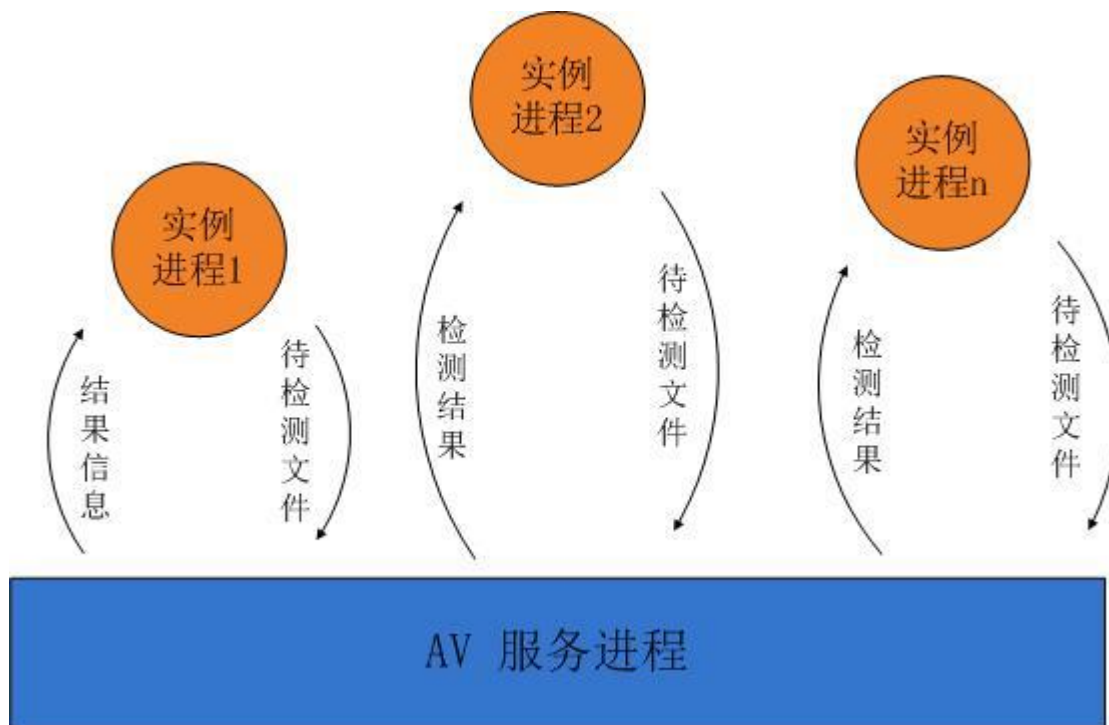 实例
进程1
实例
进程2
实例
进程n
结果信息
待检测文件
检测结果
待检测文件
检测结果
待检测文件
AV 服务进程